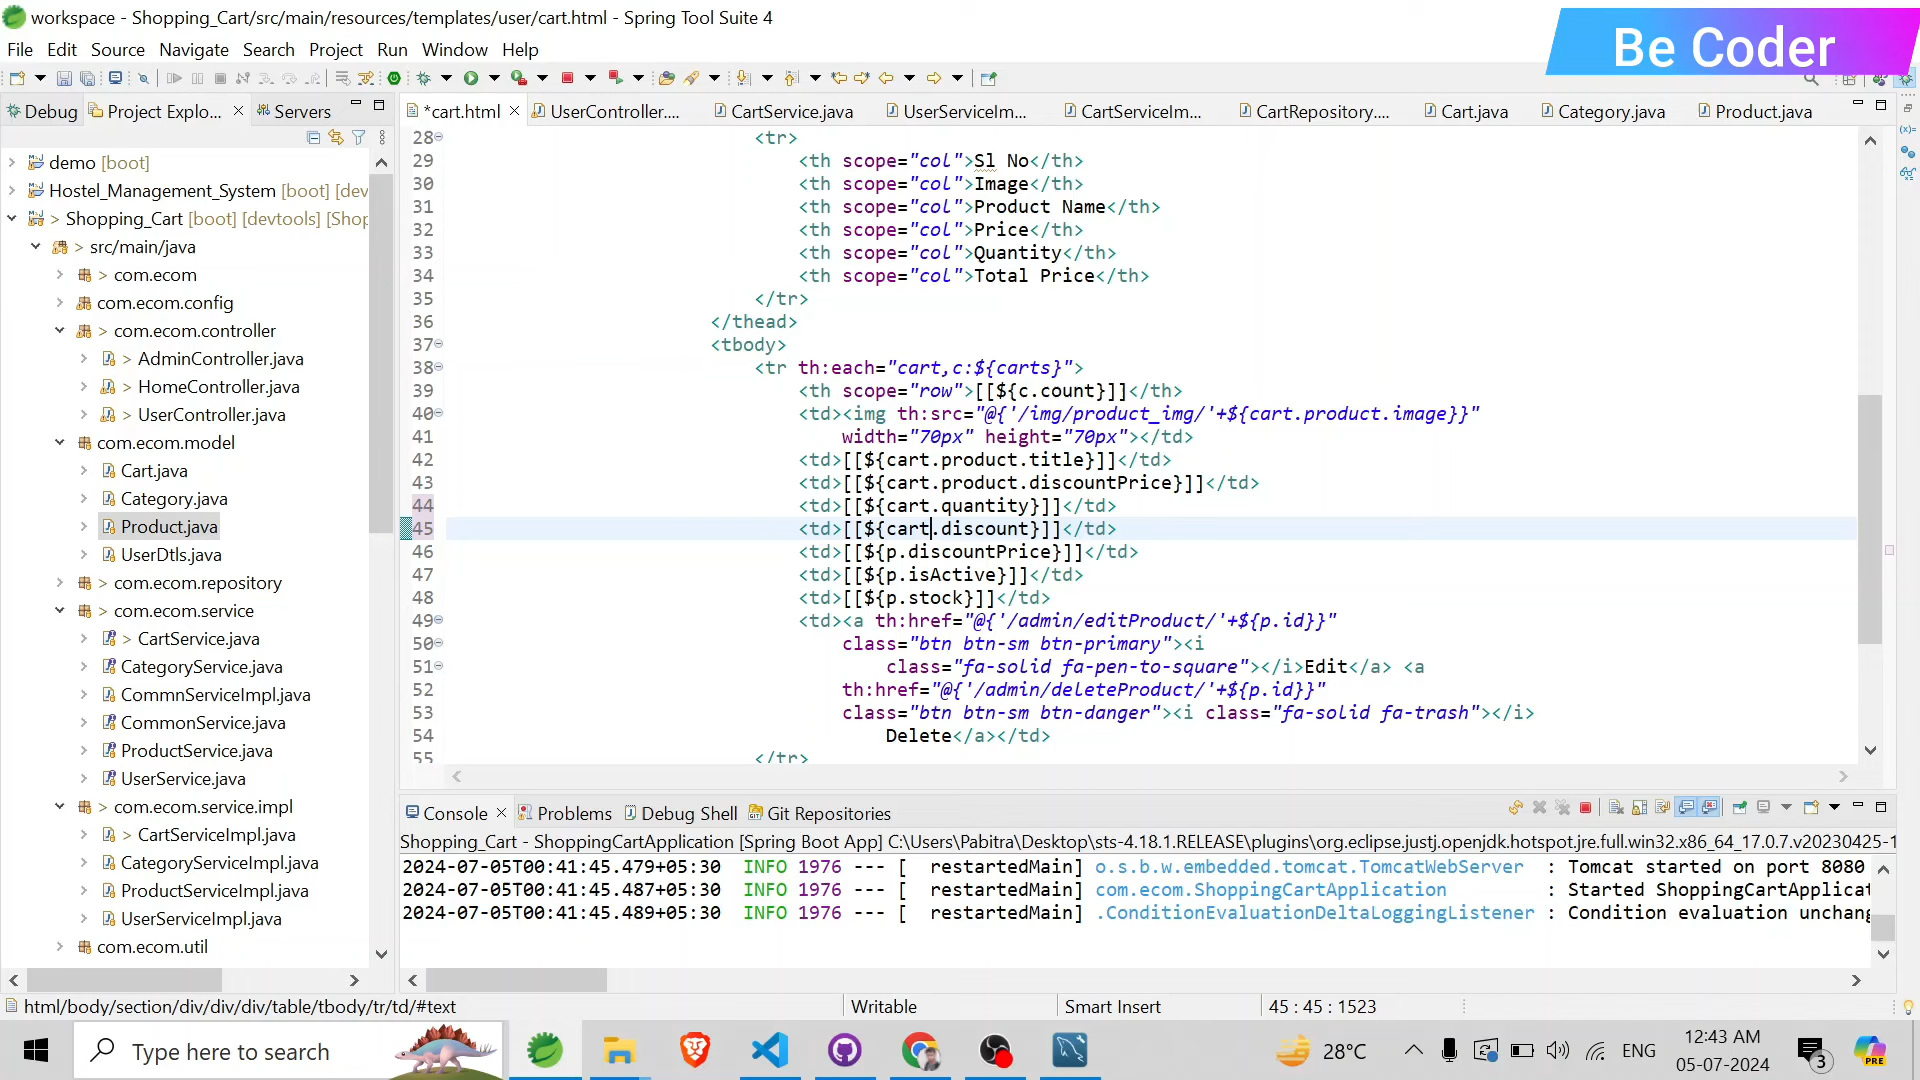 workspace - Shopping_Cart/src/main/resources/templates/user/cart.html - Spring Tool Suite 4
Be Coder
File Edit Source Navigate Search Project Run Window Help
Debug Project Explo... Servers
*cart.html UserController.... CartService.java UserServiceIm... CartServiceIm... CartRepository.... Cart.java Category.java Product.java
demo [boot]
Hostel_Management_System [boot] [dev
> Shopping_Cart [boot] [devtools] [Shop
> src/main/java
> com.ecom
com.ecom.config
> com.ecom.controller
> AdminController.java
> HomeController.java
> UserController.java
com.ecom.model
Cart.java
Category.java
Product.java
UserDtls.java
> com.ecom.repository
> com.ecom.service
> CartService.java
CategoryService.java
CommnServiceImpl.java
CommonService.java
ProductService.java
UserService.java
> com.ecom.service.impl
> CartServiceImpl.java
CategoryServiceImpl.java
ProductServiceImpl.java
UserServiceImpl.java
com.ecom.util
28 <tr>
29 <th scope="col">Sl No</th>
30 <th scope="col">Image</th>
31 <th scope="col">Product Name</th>
32 <th scope="col">Price</th>
33 <th scope="col">Quantity</th>
34 <th scope="col">Total Price</th>
35 </tr>
36 </thead>
37 <tbody>
38 <tr th:each="cart,c:${carts}">
39 <th scope="row">[[${c.count}]]</th>
40 <td><img th:src="@{'/img/product_img/'+${cart.product.image}}"
41 width="70px" height="70px"></td>
42 <td>[[${cart.product.title}]]</td>
43 <td>[[${cart.product.discountPrice}]]</td>
44 <td>[[${cart.quantity}]]</td>
45 <td>[[${cart.discount}]]</td>
46 <td>[[${p.discountPrice}]]</td>
47 <td>[[${p.isActive}]]</td>
48 <td>[[${p.stock}]]</td>
49 <td><a th:href="@{'/admin/editProduct/'+${p.id}}"
50 class="btn btn-sm btn-primary"><i
51 class="fa-solid fa-pen-to-square"></i>Edit</a> <a
52 th:href="@{'/admin/deleteProduct/'+${p.id}}"
53 class="btn btn-sm btn-danger"><i class="fa-solid fa-trash"></i>
54 Delete</a></td>
55 </tr>
Console Problems Debug Shell Git Repositories
Shopping_Cart - ShoppingCartApplication [Spring Boot App] C:\Users\Pabitra\Desktop\sts-4.18.1.RELEASE\plugins\org.eclipse.justj.openjdk.hotspot.jre.full.win32.x86_64_17.0.7.v20230425-1
2024-07-05T00:41:45.479+05:30 INFO 1976 --- [ restartedMain] o.s.b.w.embedded.tomcat.TomcatWebServer : Tomcat started on port 8080
2024-07-05T00:41:45.487+05:30 INFO 1976 --- [ restartedMain] com.ecom.ShoppingCartApplication : Started ShoppingCartApplicat
2024-07-05T00:41:45.489+05:30 INFO 1976 --- [ restartedMain] .ConditionEvaluationDeltaLoggingListener : Condition evaluation unchang
html/body/section/div/div/div/table/tbody/tr/td/#text Writable Smart Insert 45 : 45 : 1523
Type here to search 28°C ENG 12:43 AM
05-07-2024 3 PRE